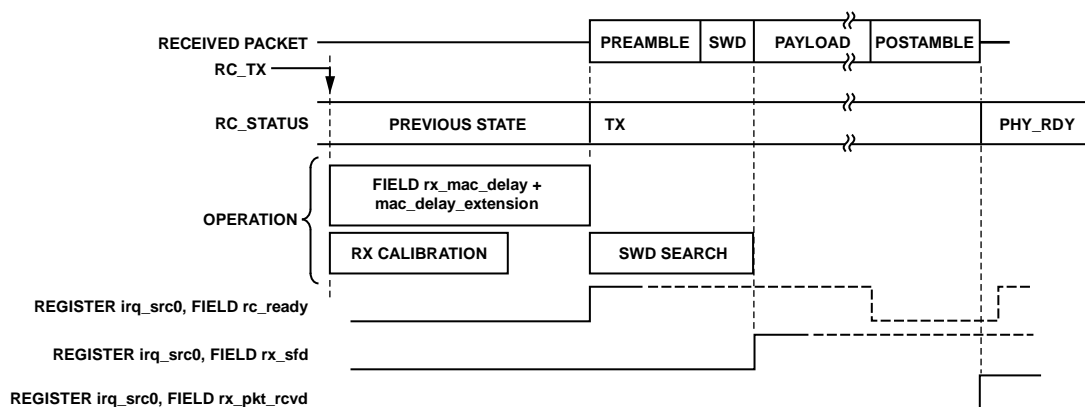 RECEIVED PACKET PREAMBLE SWD PAYLOAD POSTAMBLE
RC_TX
RC_STATUS PREVIOUS STATE TX PHY_RDY
FIELD rx_mac_delay +
mac_delay_extension
OPERATION
RX CALIBRATION SWD SEARCH
REGISTER irq_src0, FIELD rc_ready
REGISTER irq_src0, FIELD rx_sfd
REGISTER irq_src0, FIELD rx_pkt_rcvd